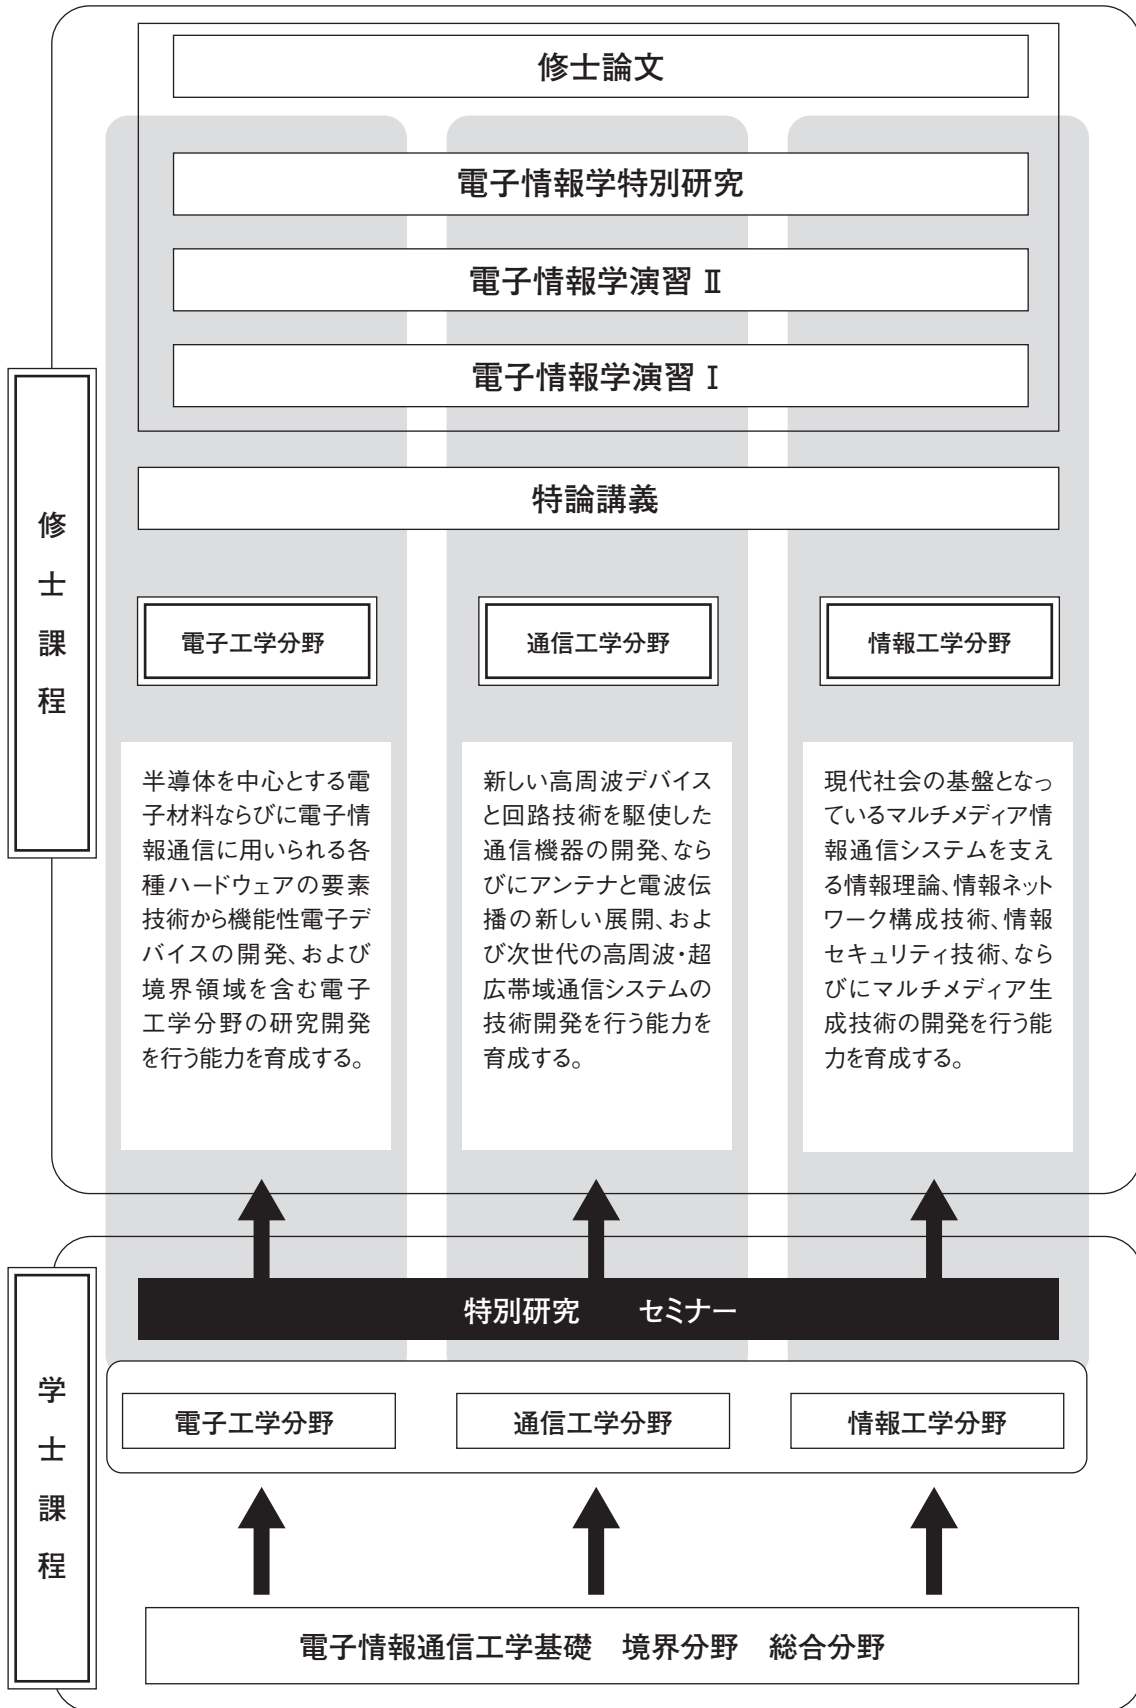 修士論文
電子情報学特別研究
電子情報学演習 Ⅱ
電子情報学演習 Ⅰ
特論講義
修士課程
電子工学分野
通信工学分野
情報工学分野
半導体を中心とする電
子材料ならびに電子情
報通信に用いられる各
種ハードウェアの要素
技術から機能性電子デ
バイスの開発、および
境界領域を含む電子
工学分野の研究開発
を行う能力を育成する。
新しい高周波デバイス
と回路技術を駆使した
通信機器の開発、なら
びにアンテナと電波伝
播の新しい展開、およ
び次世代の高周波・超
広帯域通信システムの
技術開発を行う能力を
育成する。
現代社会の基盤となっ
ているマルチメディア情
報通信システムを支え
る情報理論、情報ネット
ワーク構成技術、情報
セキュリティ技術、なら
びにマルチメディア生
成技術の開発を行う能
力を育成する。
特別研究　　セミナー
学士課程
電子工学分野
通信工学分野
情報工学分野
電子情報通信工学基礎　境界分野　総合分野